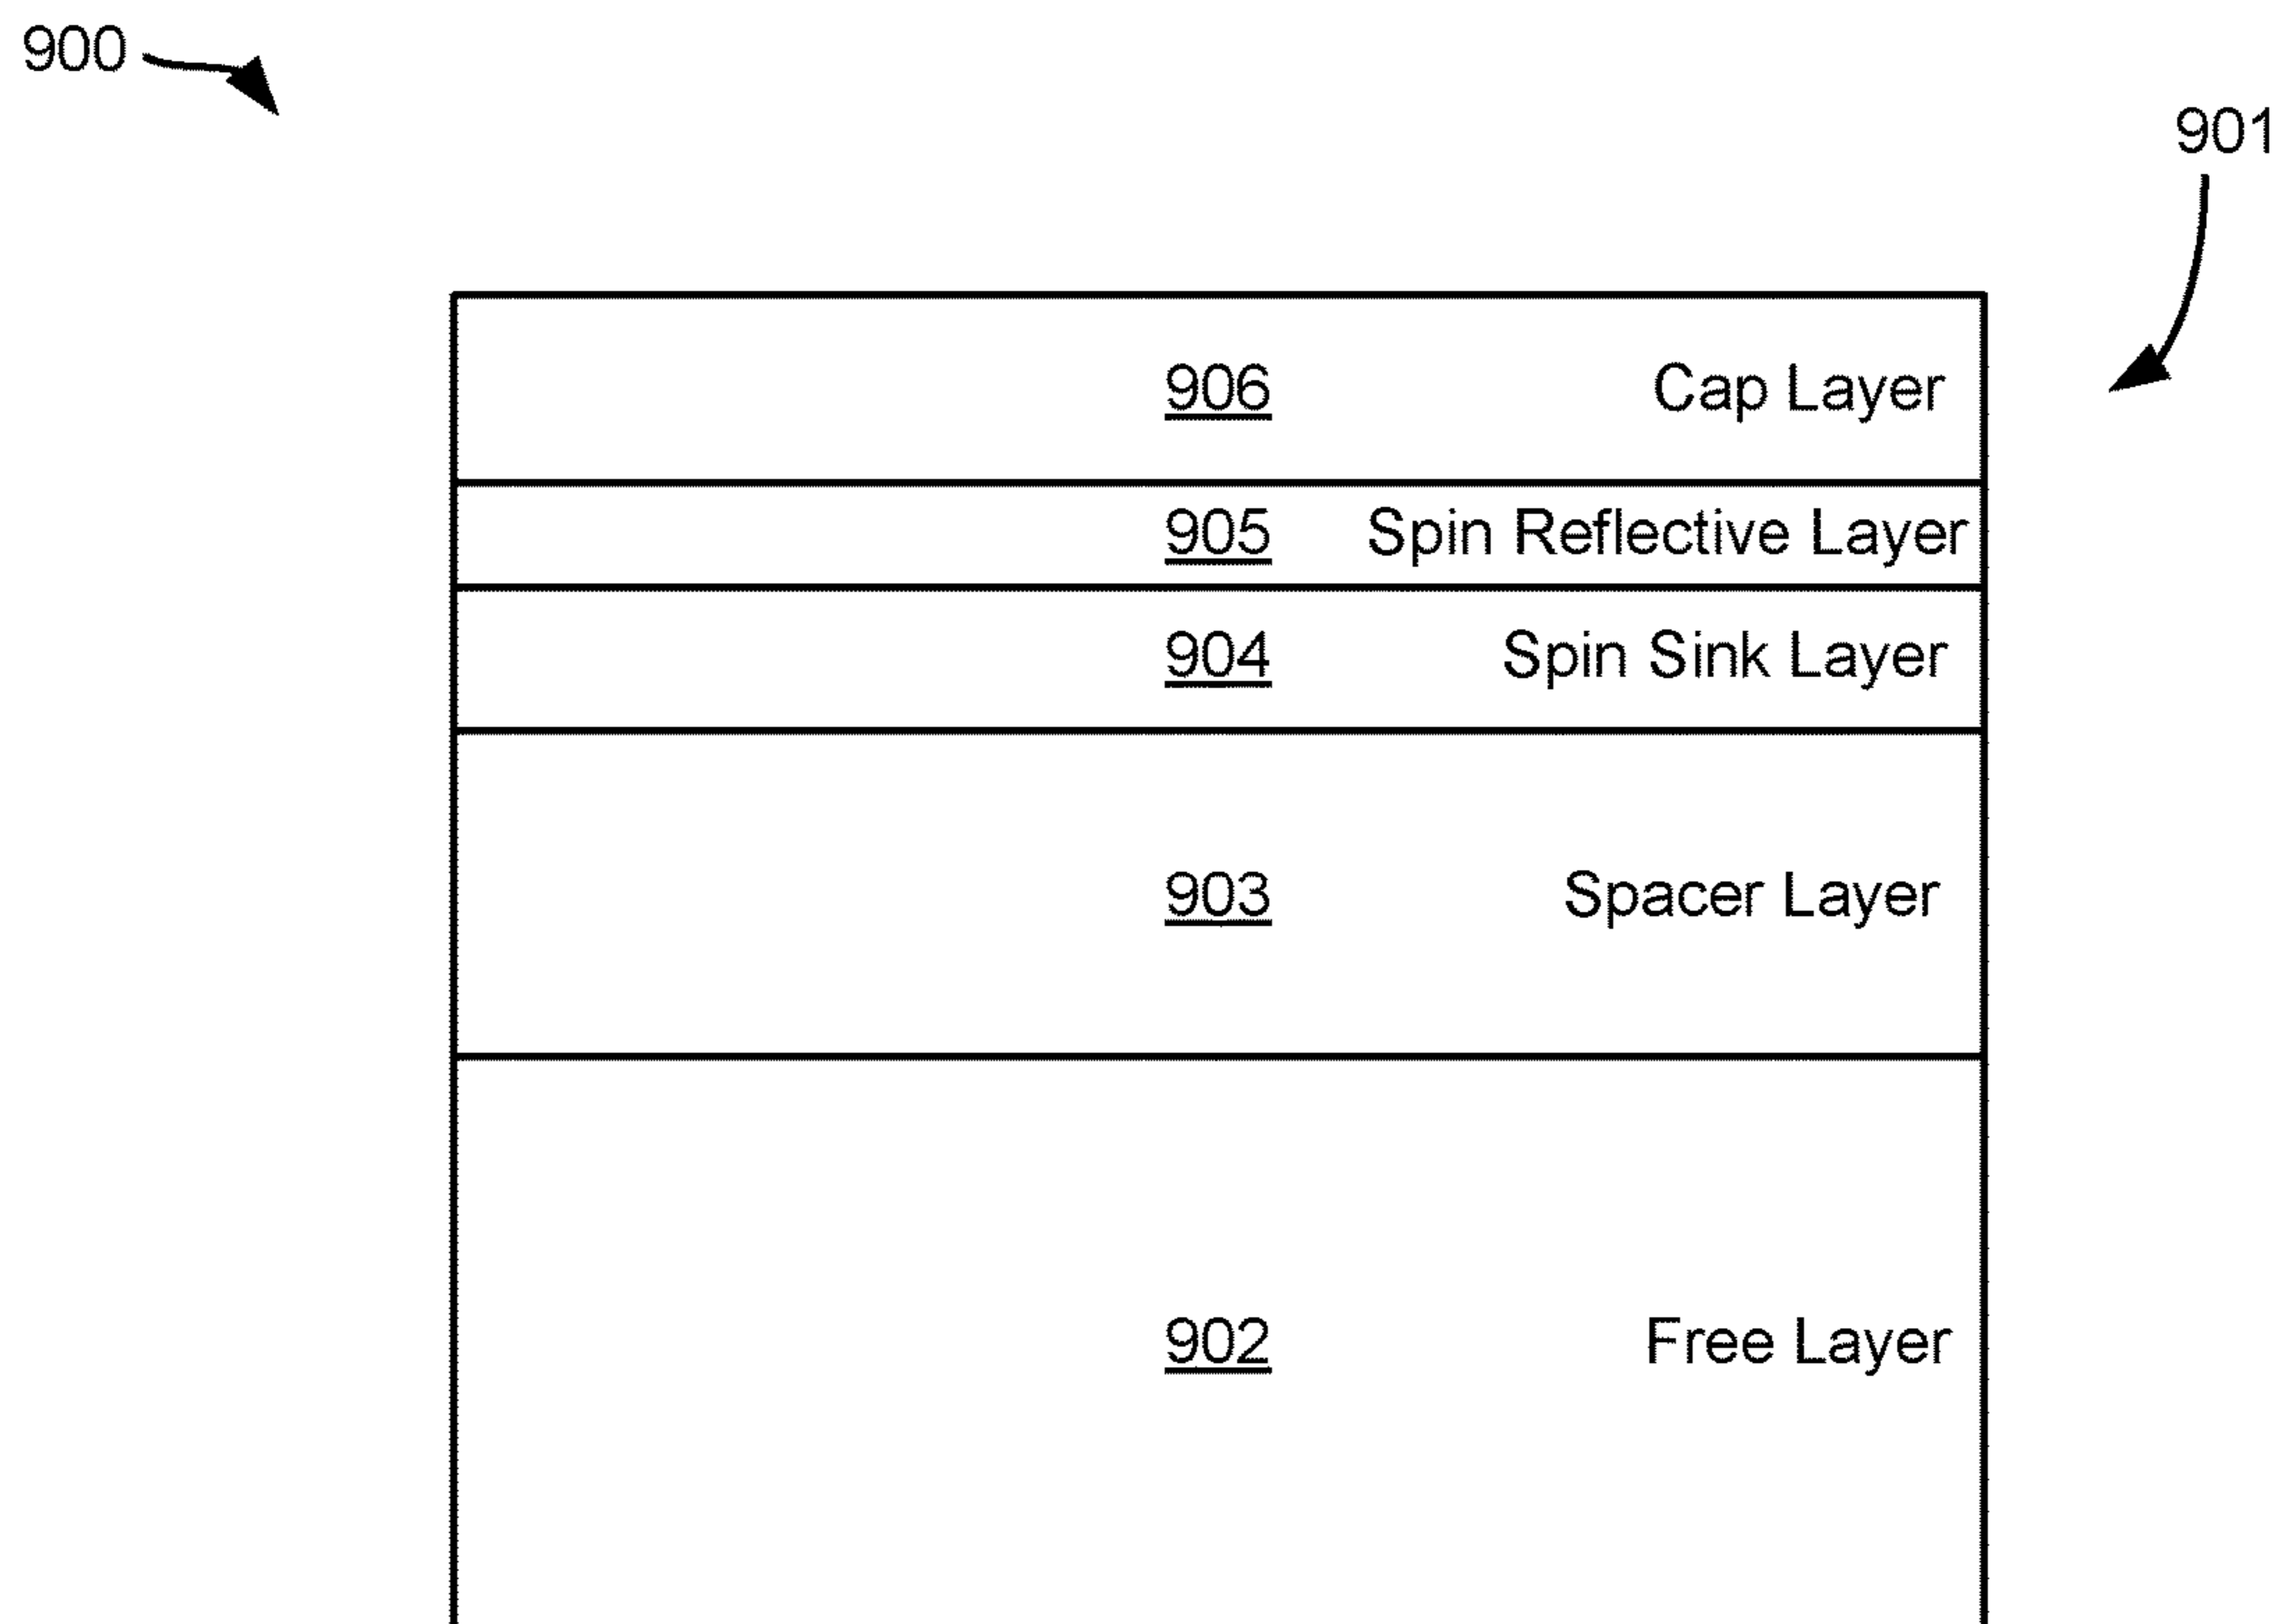 900
901
906 Cap Layer
905 Spin Reflective Layer
904 Spin Sink Layer
903 Spacer Layer
902 Free Layer